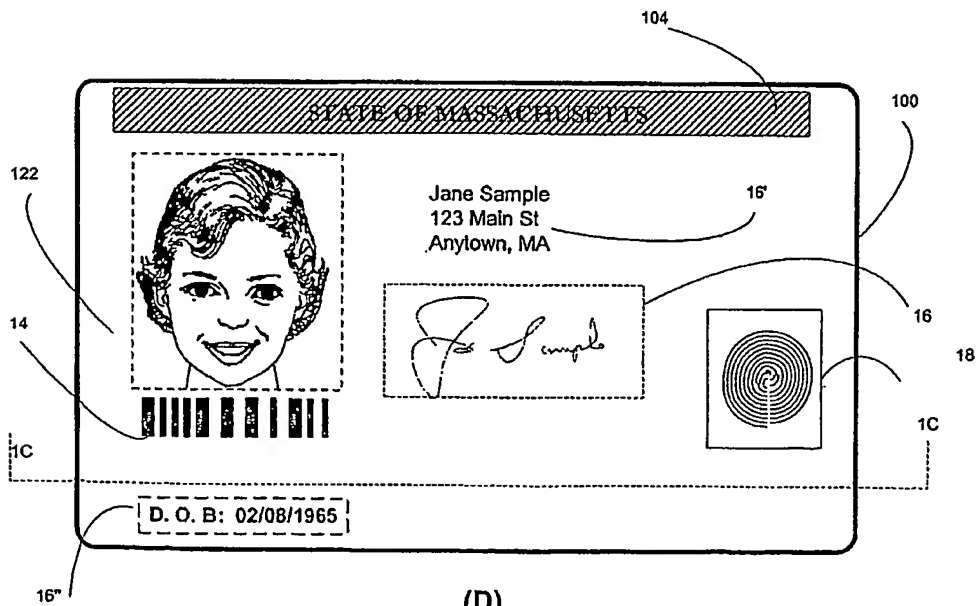 104
STATE OF MASSACHUSETTS
100
122
Jane Sample
123 Main St
Anytown, MA
16'
14
16
Sample
18
1C
1C
D. O. B: 02/08/1965
16"
(D)